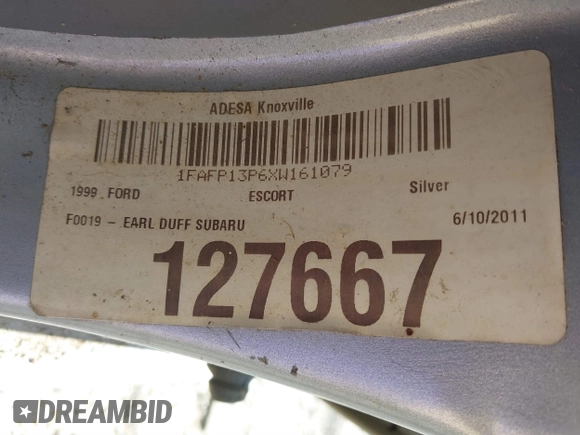 ADESA Knoxville
1FAFP13P6XW161079
1999 FORD ESCORT Silver
F0019 - EARL DUFF SUBARU 6/10/2011
127667
DREAMBID